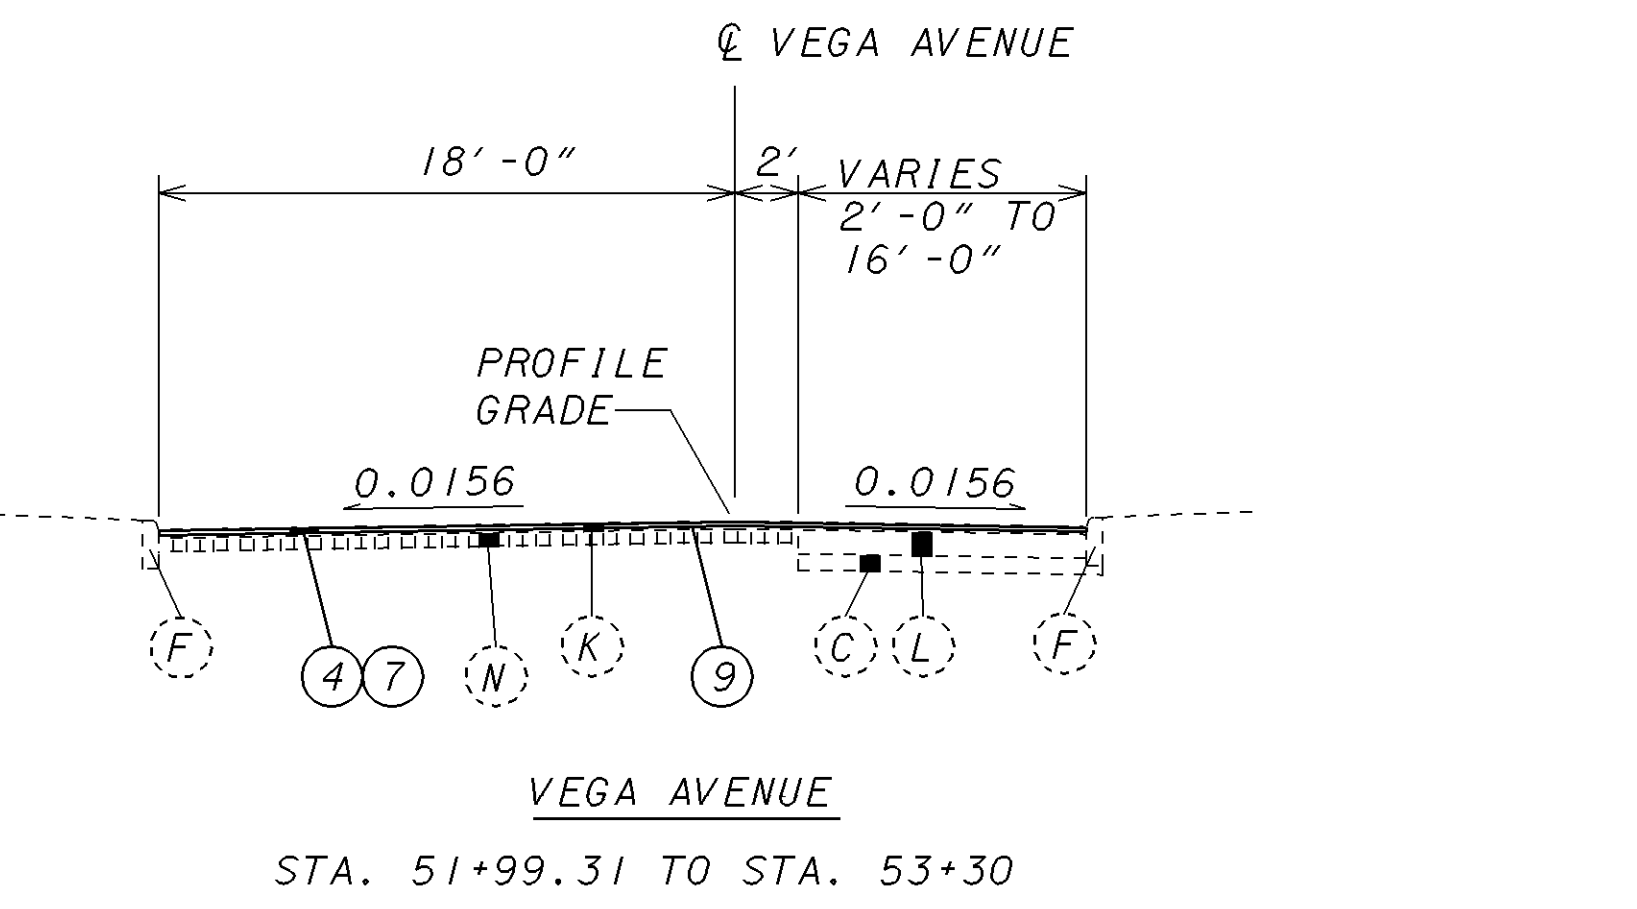 ℄ VEGA AVENUE
18'-0"
2'
VARIES
2'-0" TO
16'-0"
PROFILE
GRADE
0.0156
0.0156
F
4
7
N
K
9
C
L
F
VEGA AVENUE
STA. 51+99.31 TO STA. 53+30